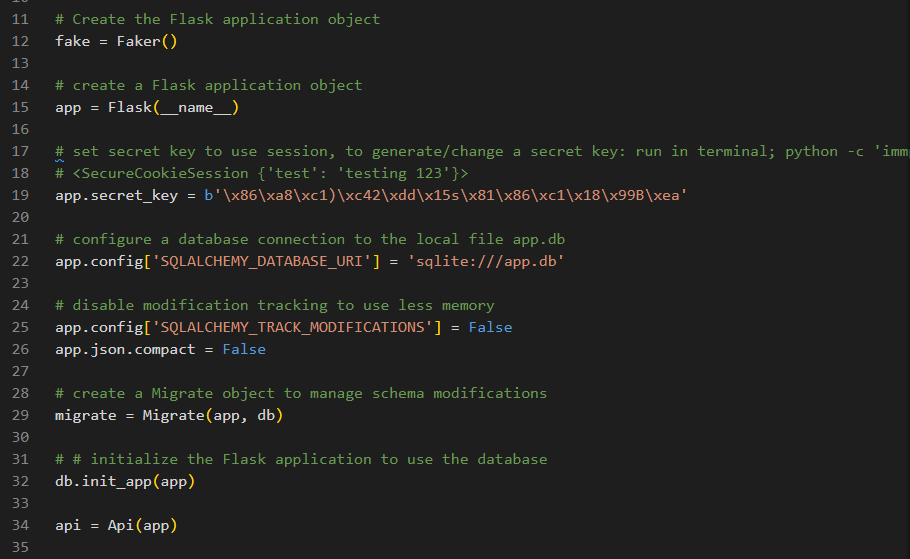 11 # Create the Flask application object
12 fake = Faker()
13
14 # create a Flask application object
15 app = Flask(__name__)
16
17 # set secret key to use session, to generate/change a secret key: run in terminal; python -c 'imm
18 # <SecureCookieSession {'test': 'testing 123'}>
19 app.secret_key = b'\x86\xa8\xc1)\xc42\xdd\x15s\x81\x86\xc1\x18\x99B\xea'
20
21 # configure a database connection to the local file app.db
22 app.config['SQLALCHEMY_DATABASE_URI'] = 'sqlite:///app.db'
23
24 # disable modification tracking to use less memory
25 app.config['SQLALCHEMY_TRACK_MODIFICATIONS'] = False
26 app.json.compact = False
27
28 # create a Migrate object to manage schema modifications
29 migrate = Migrate(app, db)
30
31 # # initialize the Flask application to use the database
32 db.init_app(app)
33
34 api = Api(app)
35